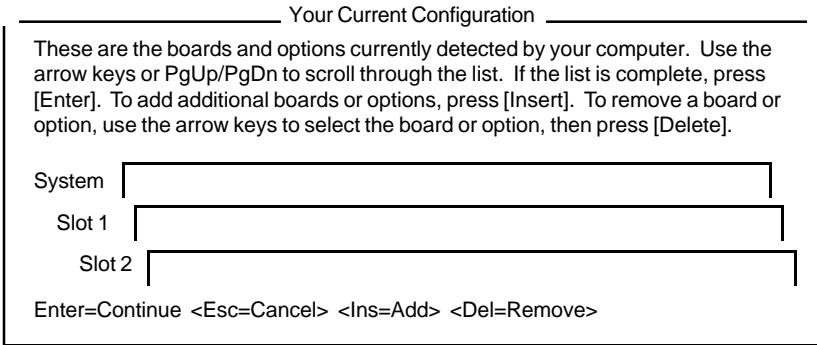 Your Current Configuration
These are the boards and options currently detected by your computer.  Use the
arrow keys or PgUp/PgDn to scroll through the list.  If the list is complete, press
[Enter].  To add additional boards or options, press [Insert].  To remove a board or
option, use the arrow keys to select the board or option, then press [Delete].
System
Slot 1
Slot 2
Enter=Continue <Esc=Cancel> <Ins=Add> <Del=Remove>